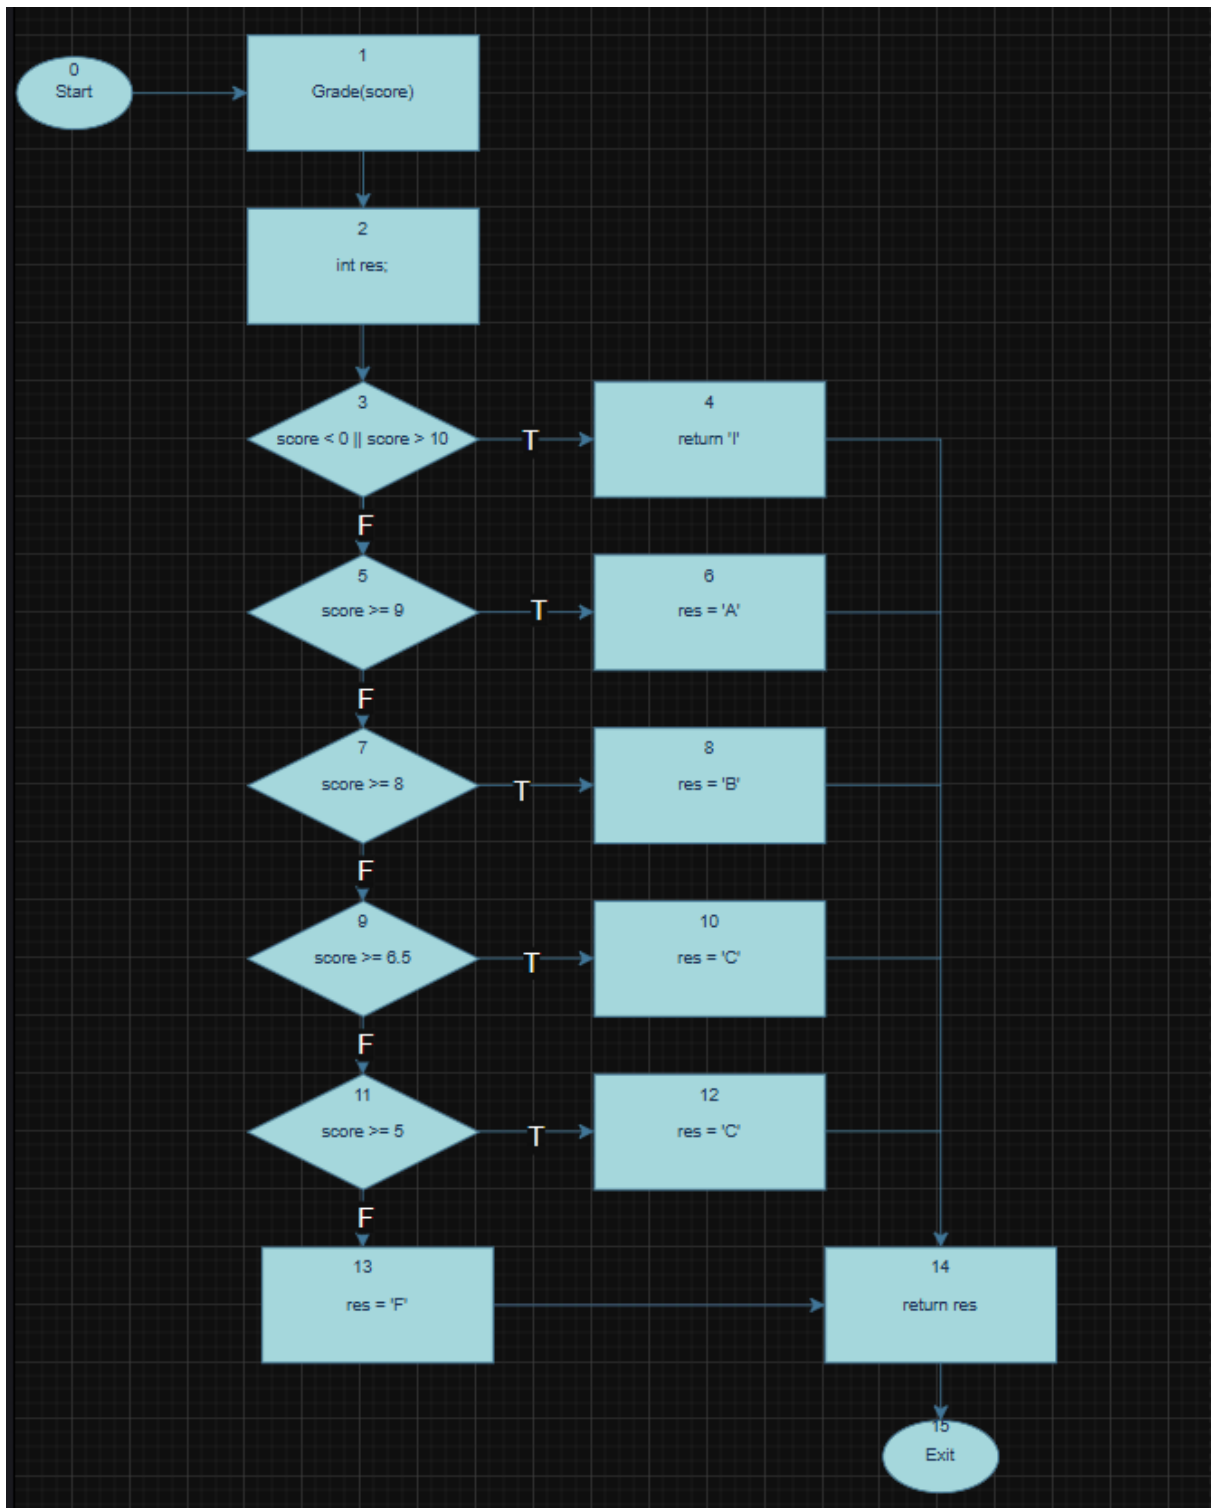 0
Start
1
Grade(score)
2
int res;
3
score < 0 || score > 10
T
4
return 'I'
F
5
score >= 9
T
6
res = 'A'
F
7
score >= 8
T
8
res = 'B'
F
9
score >= 6.5
T
10
res = 'C'
F
11
score >= 5
T
12
res = 'C'
F
13
res = 'F'
14
return res
15
Exit